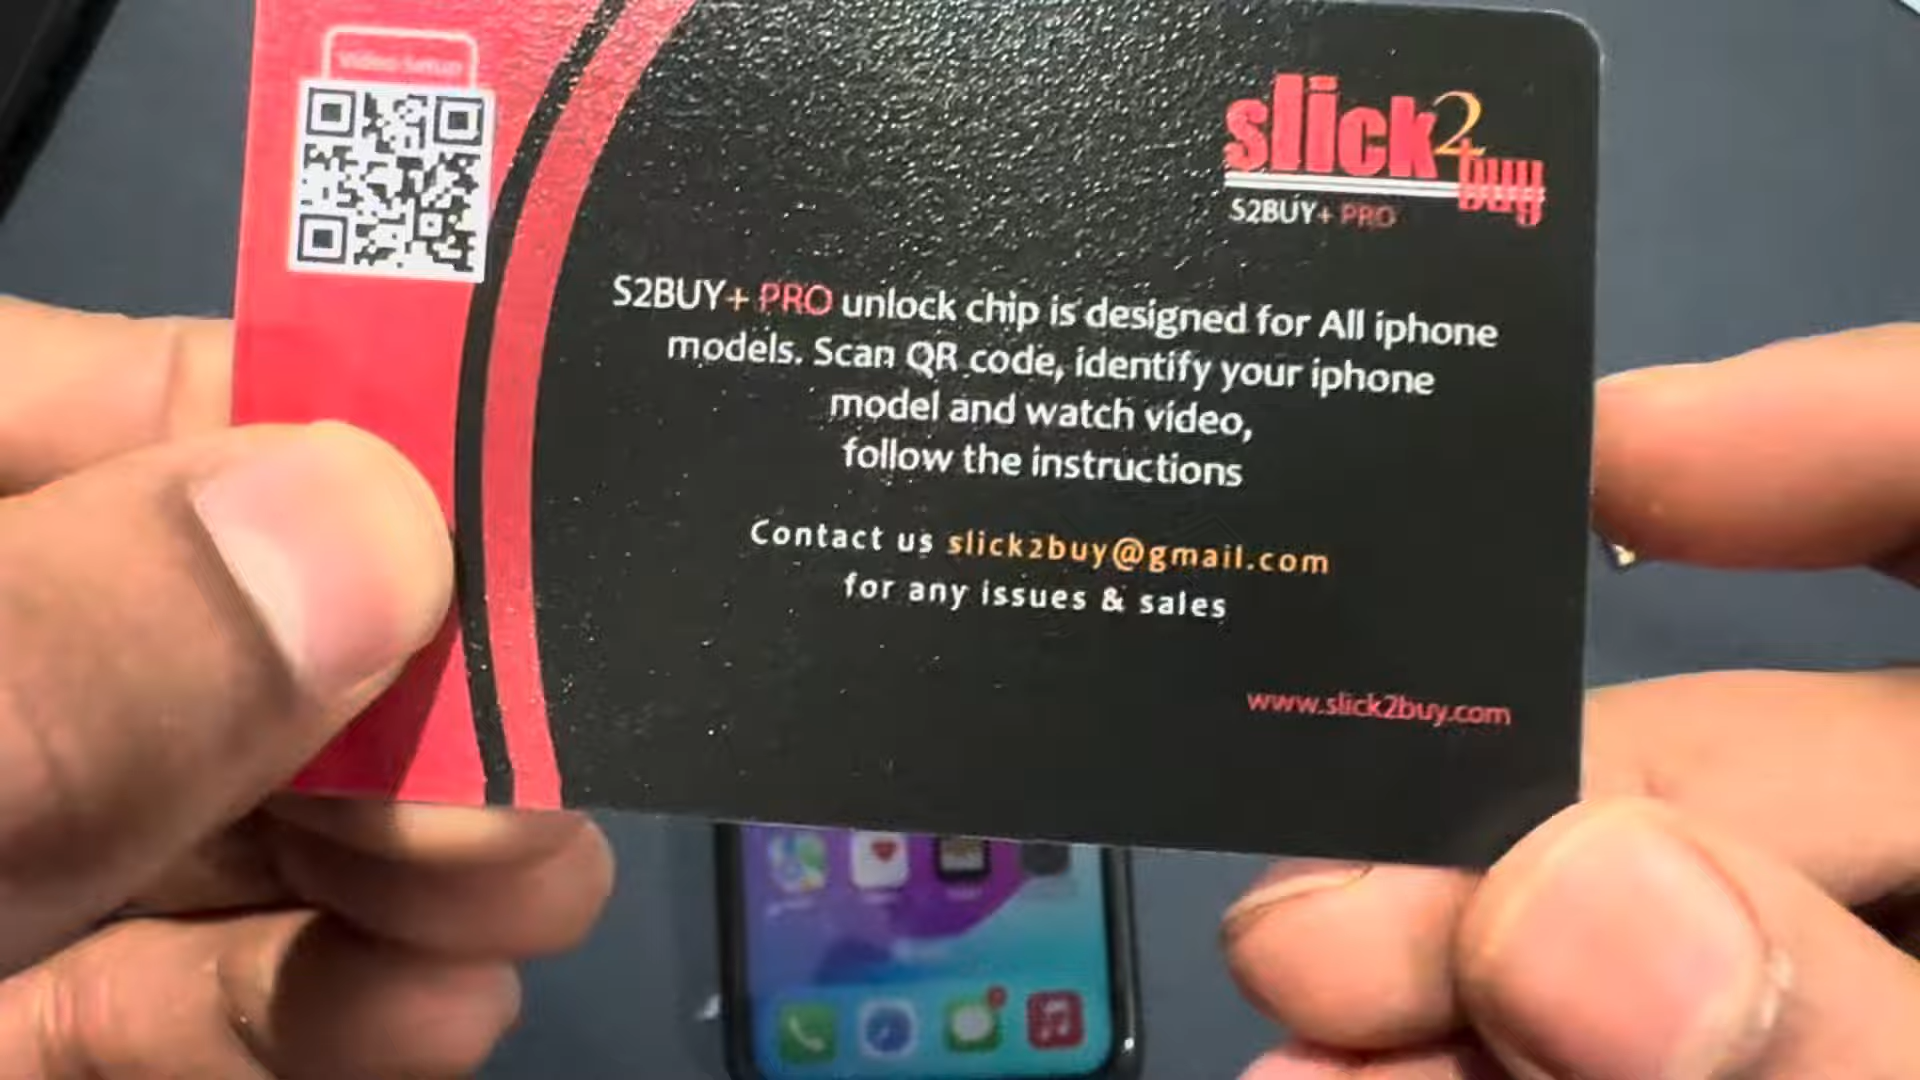 Video Setup
slick2buy
S2BUY+ PRO
S2BUY+ PRO unlock chip is designed for All iphone
models. Scan QR code, identify your iphone
model and watch video,
follow the instructions
Contact us slick2buy@gmail.com
for any issues & sales
www.slick2buy.com